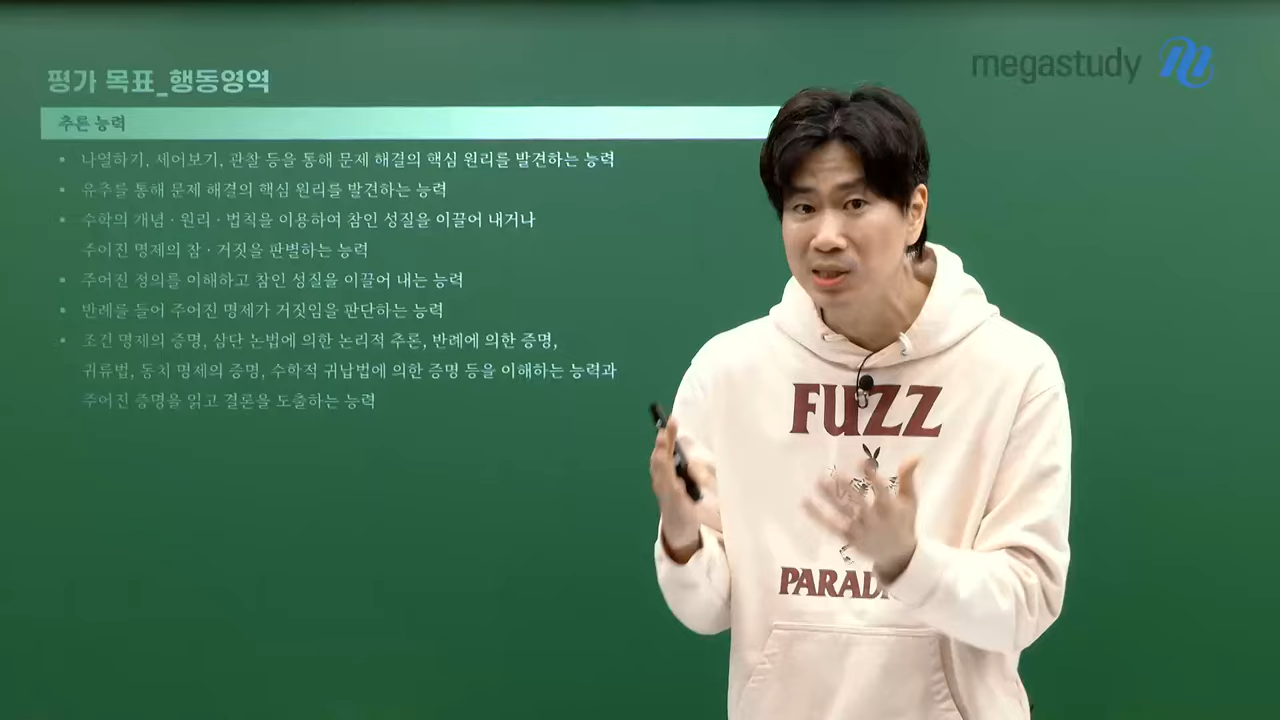 megastudy
평가 목표_행동영역
추론 능력
• 나열하기, 세어보기, 관찰 등을 통해 문제 해결의 핵심 원리를 발견하는 능력
• 유추를 통해 문제 해결의 핵심 원리를 발견하는 능력
• 수학의 개념 · 원리 · 법칙을 이용하여 참인 성질을 이끌어 내거나
주어진 명제의 참 · 거짓을 판별하는 능력
• 주어진 정의를 이해하고 참인 성질을 이끌어 내는 능력
• 반례를 들어 주어진 명제가 거짓임을 판단하는 능력
• 조건 명제의 증명, 삼단 논법에 의한 논리적 추론, 반례에 의한 증명,
귀류법, 동치 명제의 증명, 수학적 귀납법에 의한 증명 등을 이해하는 능력과
주어진 증명을 읽고 결론을 도출하는 능력
FUZZ